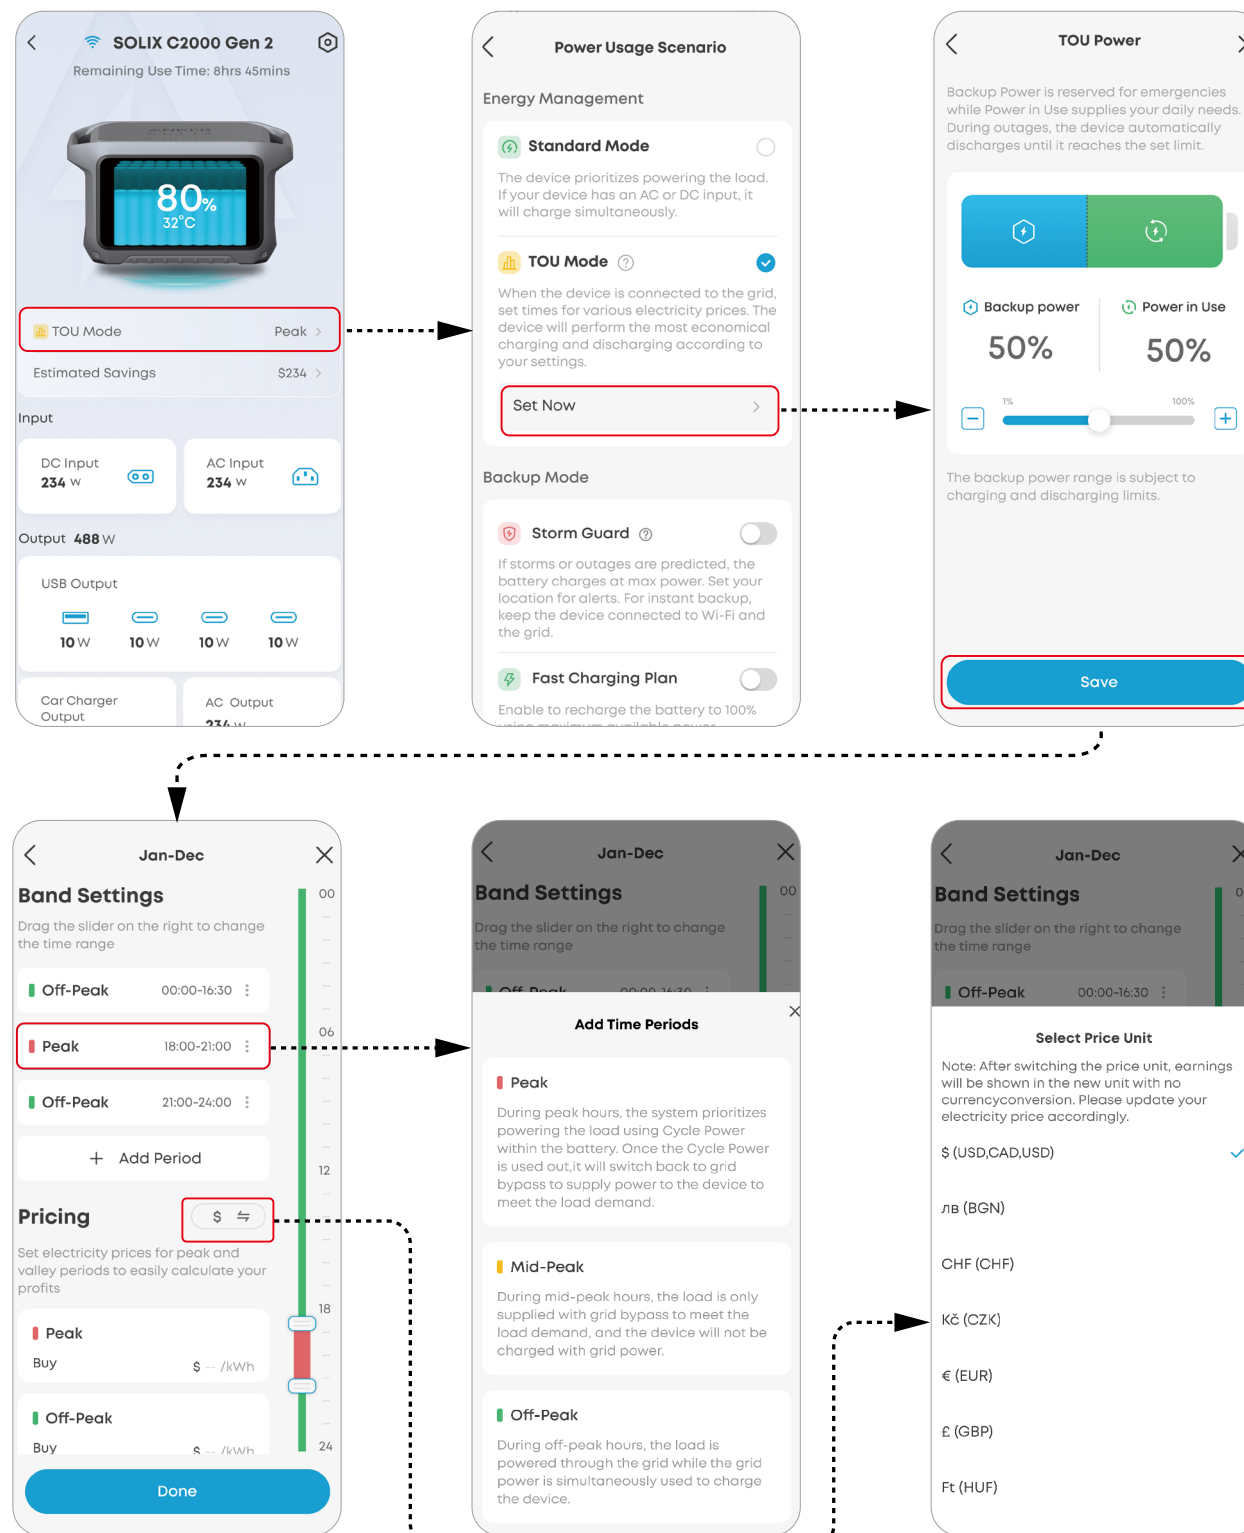 SOLIX C2000 Gen 2
Remaining Use Time: 8hrs 45mins
ANKER
80%
32°C
TOU Mode
Peak
Estimated Savings
$234
Input
DC Input
234 W
AC Input
234 W
Output 488 W
USB Output
10 W
10 W
10 W
10 W
Car Charger
Output
AC Output
234 W
Power Usage Scenario
Energy Management
Standard Mode
The device prioritizes powering the load.
If your device has an AC or DC input, it
will charge simultaneously.
TOU Mode ?
When the device is connected to the grid,
set times for various electricity prices. The
device will perform the most economical
charging and discharging according to
your settings.
Set Now
Backup Mode
Storm Guard ?
If storms or outages are predicted, the
battery charges at max power. Set your
location for alerts. For instant backup,
keep the device connected to Wi-Fi and
the grid.
Fast Charging Plan
Enable to recharge the battery to 100%
using maximum available power
TOU Power
Backup Power is reserved for emergencies
while Power in Use supplies your daily needs.
During outages, the device automatically
discharges until it reaches the set limit.
Backup power
50%
Power in Use
50%
1%
100%
The backup power range is subject to
charging and discharging limits.
Save
Jan-Dec
Band Settings
Drag the slider on the right to change
the time range
Off-Peak 00:00-16:30
Peak 18:00-21:00
Off-Peak 21:00-24:00
+ Add Period
Pricing
$
Set electricity prices for peak and
valley periods to easily calculate your
profits
Peak
Buy $ -- /kWh
Off-Peak
Buy $ -- /kWh
Done
00
06
12
18
24
Jan-Dec
Band Settings
00
Drag the slider on the right to change
the time range
Off-Peak 00:00-16:30
Add Time Periods
Peak
During peak hours, the system prioritizes
powering the load using Cycle Power
within the battery. Once the Cycle Power
is used out,it will switch back to grid
bypass to supply power to the device to
meet the load demand.
Mid-Peak
During mid-peak hours, the load is only
supplied with grid bypass to meet the
load demand, and the device will not be
charged with grid power.
Off-Peak
During off-peak hours, the load is
powered through the grid while the grid
power is simultaneously used to charge
the device.
Jan-Dec
Band Settings
0
Drag the slider on the right to change
the time range
Off-Peak 00:00-16:30
Select Price Unit
Note: After switching the price unit, earnings
will be shown in the new unit with no
currencyconversion. Please update your
electricity price accordingly.
$ (USD,CAD,USD)
лв (BGN)
CHF (CHF)
Kč (CZK)
€ (EUR)
£ (GBP)
Ft (HUF)